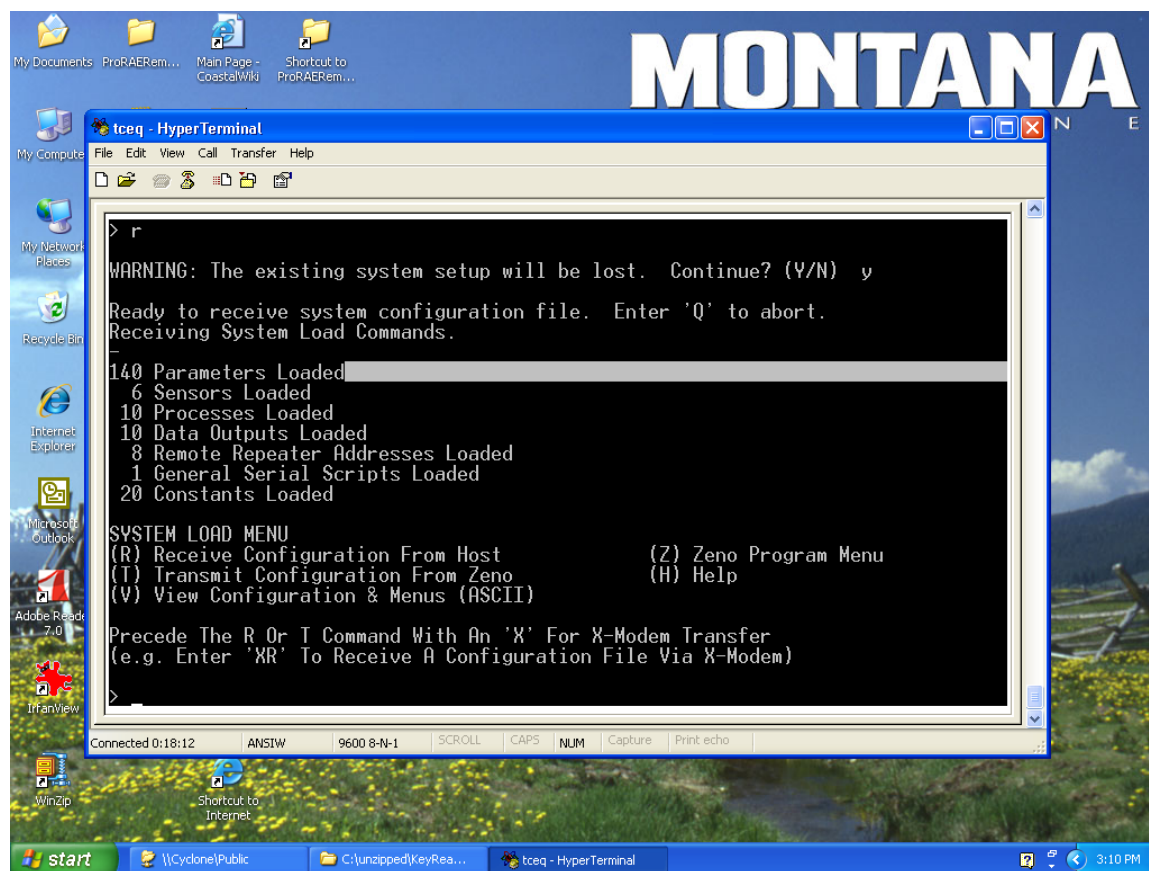 MONTANA
N E
My Documents
ProRAERem...
Main Page -
CoastalWiki
Shortcut to
ProRAERem...
My Compute
tceq - HyperTerminal
File Edit View Call Transfer Help
My Network
Places
Recycle Bin
Internet
Explorer
Microsoft
Outlook
Adobe Reade
7.0
IrfanView
WinZip
Shortcut to
Internet
> r
WARNING: The existing system setup will be lost. Continue? (Y/N) y
Ready to receive system configuration file. Enter 'Q' to abort.
Receiving System Load Commands.
-
140 Parameters Loaded
6 Sensors Loaded
10 Processes Loaded
10 Data Outputs Loaded
8 Remote Repeater Addresses Loaded
1 General Serial Scripts Loaded
20 Constants Loaded
SYSTEM LOAD MENU
(R) Receive Configuration From Host (Z) Zeno Program Menu
(T) Transmit Configuration From Zeno (H) Help
(V) View Configuration & Menus (ASCII)
Precede The R Or T Command With An 'X' For X-Modem Transfer
(e.g. Enter 'XR' To Receive A Configuration File Via X-Modem)
> _
Connected 0:18:12 ANSIW 9600 8-N-1 SCROLL CAPS NUM Capture Print echo
start \\Cyclone\Public C:\unzipped\KeyRea... tceq - HyperTerminal 3:10 PM